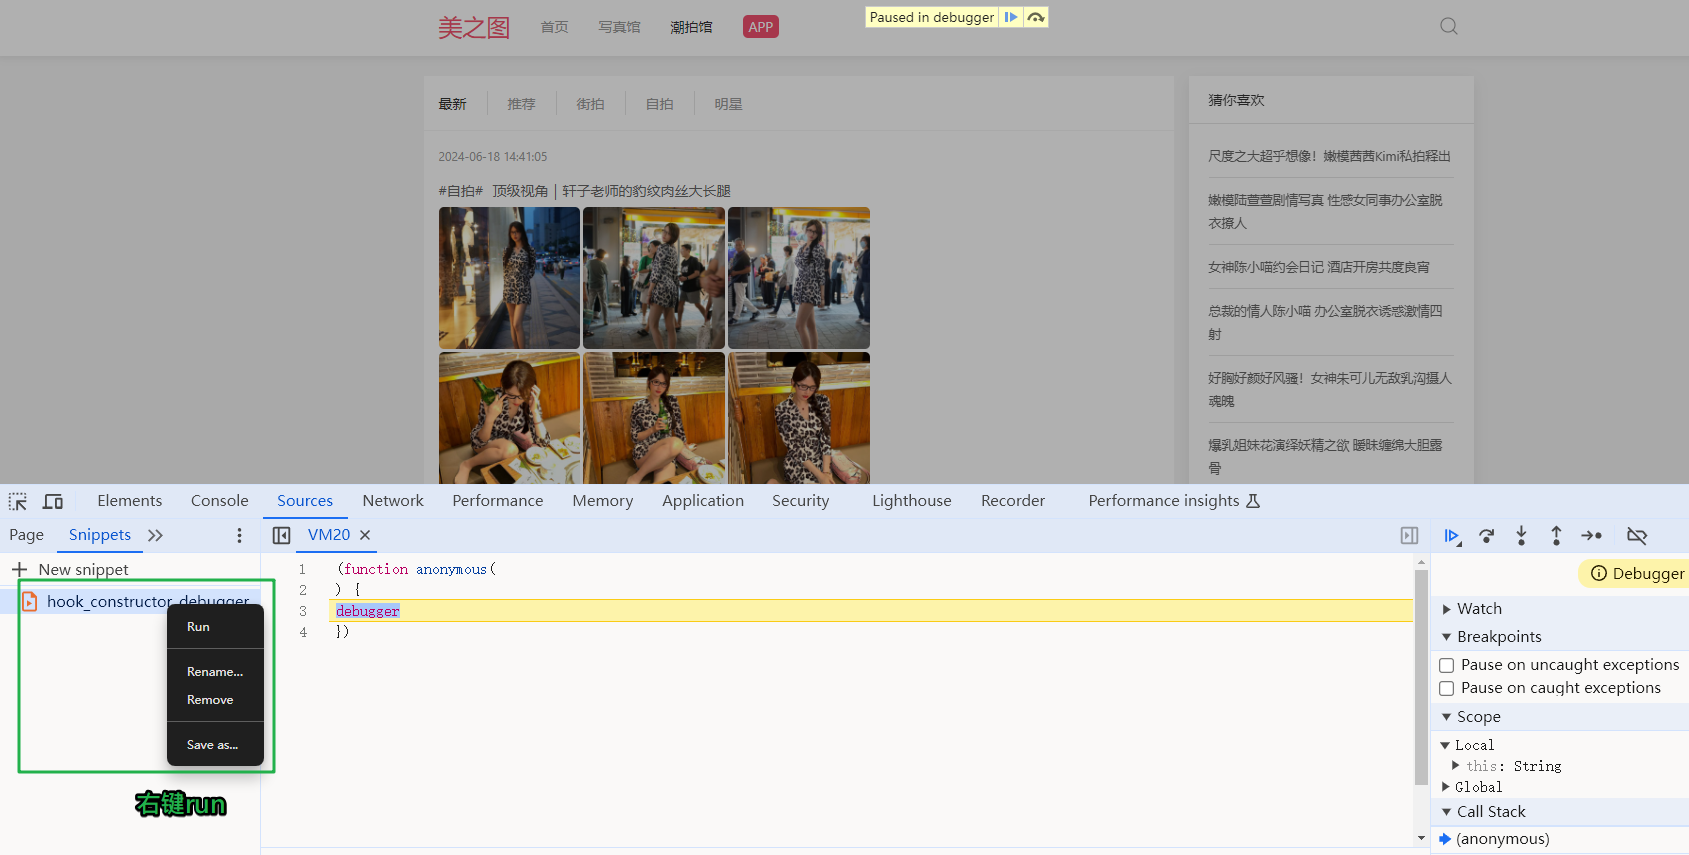 美之图 首页 写真馆 潮拍馆 APP
Paused in debugger
最新 推荐 街拍 自拍 明星
2024-06-18 14:41:05
#自拍# 顶级视角 | 轩子老师的豹纹肉丝大长腿
猜你喜欢
尺度之大超乎想像！嫩模茜茜Kimi私拍释出
嫩模陆萱萱剧情写真 性感女同事办公室脱
衣撩人
女神陈小喵约会日记 酒店开房共度良宵
总裁的情人陈小喵 办公室脱衣诱惑激情四
射
好胸好颜好风骚！女神朱可儿无敌乳沟摄人
魂魄
爆乳姐妹花演绎妖精之欲 暧昧缠绵大胆露
骨
Elements Console Sources Network Performance Memory Application Security Lighthouse Recorder Performance insights
Page Snippets
New snippet
hook_constructor_debugger
Run
Rename...
Remove
Save as...
右键run
VM20
1 (function anonymous(
2 ) {
3 debugger
4 })
Debugger
Watch
Breakpoints
Pause on uncaught exceptions
Pause on caught exceptions
Scope
Local
this: String
Global
Call Stack
(anonymous)